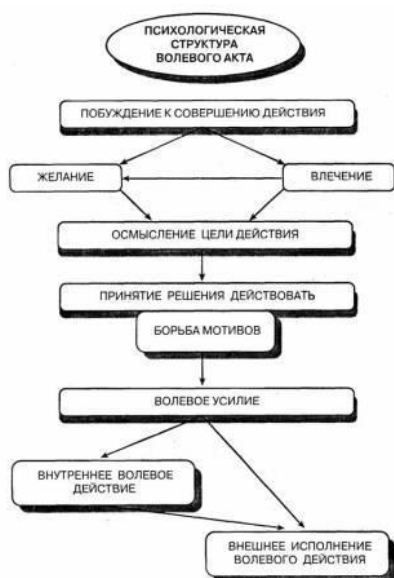 ПСИХОЛОГИЧЕСКАЯ
СТРУКТУРА
ВОЛЕВОГО АКТА
ПОБУЖДЕНИЕ К СОВЕРШЕНИЮ ДЕЙСТВИЯ
ЖЕЛАНИЕ
ВЛЕЧЕНИЕ
ОСМЫСЛЕНИЕ ЦЕЛИ ДЕЙСТВИЯ
ПРИНЯТИЕ РЕШЕНИЯ ДЕЙСТВОВАТЬ
БОРЬБА МОТИВОВ
ВОЛЕВОЕ УСИЛИЕ
ВНУТРЕННЕЕ ВОЛЕВОЕ
ДЕЙСТВИЕ
ВНЕШНЕЕ ИСПОЛНЕНИЕ
ВОЛЕВОГО ДЕЙСТВИЯ